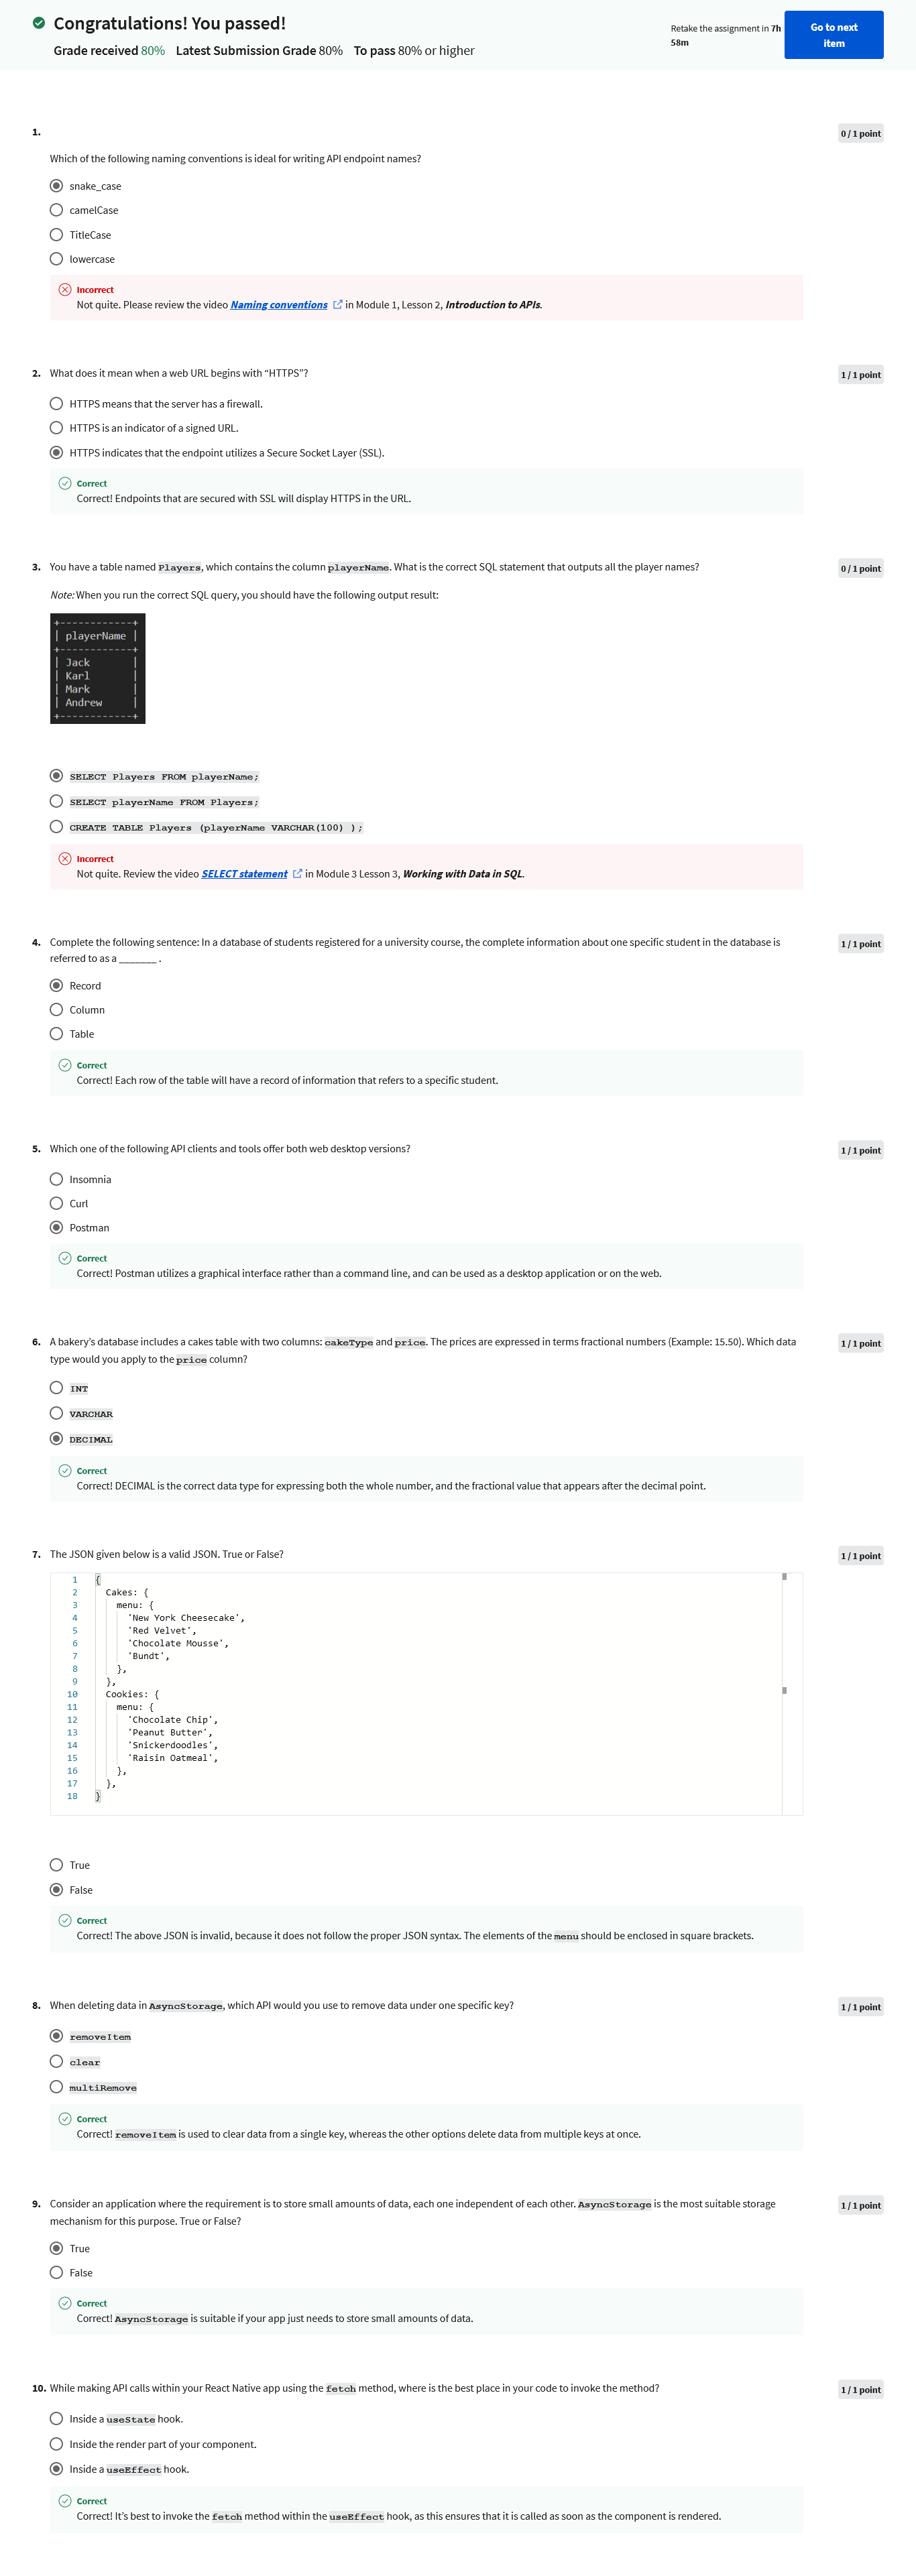 Congratulations! You passed!
Grade received 80% Latest Submission Grade 80% To pass 80% or higher
Retake the assignment in 7h
58m
Go to next
item
1.
0 / 1 point
Which of the following naming conventions is ideal for writing API endpoint names?
snake_case
camelCase
TitleCase
lowercase
Incorrect
Not quite. Please review the video Naming conventions in Module 1, Lesson 2, Introduction to APIs.
2. What does it mean when a web URL begins with “HTTPS”?
1 / 1 point
HTTPS means that the server has a firewall.
HTTPS is an indicator of a signed URL.
HTTPS indicates that the endpoint utilizes a Secure Socket Layer (SSL).
Correct
Correct! Endpoints that are secured with SSL will display HTTPS in the URL.
3. You have a table named Players, which contains the column playerName. What is the correct SQL statement that outputs all the player names?
0 / 1 point
Note: When you run the correct SQL query, you should have the following output result:
+------------+
| playerName |
+------------+
| Jack |
| Karl |
| Mark |
| Andrew |
+------------+
SELECT Players FROM playerName;
SELECT playerName FROM Players;
CREATE TABLE Players (playerName VARCHAR(100) );
Incorrect
Not quite. Review the video SELECT statement in Module 3 Lesson 3, Working with Data in SQL.
4. Complete the following sentence: In a database of students registered for a university course, the complete information about one specific student in the database is
referred to as a _______ .
1 / 1 point
Record
Column
Table
Correct
Correct! Each row of the table will have a record of information that refers to a specific student.
5. Which one of the following API clients and tools offer both web desktop versions?
1 / 1 point
Insomnia
Curl
Postman
Correct
Correct! Postman utilizes a graphical interface rather than a command line, and can be used as a desktop application or on the web.
6. A bakery’s database includes a cakes table with two columns: cakeType and price. The prices are expressed in terms fractional numbers (Example: 15.50). Which data
type would you apply to the price column?
1 / 1 point
INT
VARCHAR
DECIMAL
Correct
Correct! DECIMAL is the correct data type for expressing both the whole number, and the fractional value that appears after the decimal point.
7. The JSON given below is a valid JSON. True or False?
1 / 1 point
1 {
2 Cakes: {
3 menu: {
4 'New York Cheesecake',
5 'Red Velvet',
6 'Chocolate Mousse',
7 'Bundt',
8 },
9 },
10 Cookies: {
11 menu: {
12 'Chocolate Chip',
13 'Peanut Butter',
14 'Snickerdoodles',
15 'Raisin Oatmeal',
16 },
17 },
18 }
True
False
Correct
Correct! The above JSON is invalid, because it does not follow the proper JSON syntax. The elements of the menu should be enclosed in square brackets.
8. When deleting data in AsyncStorage, which API would you use to remove data under one specific key?
1 / 1 point
removeItem
clear
multiRemove
Correct
Correct! removeItem is used to clear data from a single key, whereas the other options delete data from multiple keys at once.
9. Consider an application where the requirement is to store small amounts of data, each one independent of each other. AsyncStorage is the most suitable storage
mechanism for this purpose. True or False?
1 / 1 point
True
False
Correct
Correct! AsyncStorage is suitable if your app just needs to store small amounts of data.
10. While making API calls within your React Native app using the fetch method, where is the best place in your code to invoke the method?
1 / 1 point
Inside a useState hook.
Inside the render part of your component.
Inside a useEffect hook.
Correct
Correct! It’s best to invoke the fetch method within the useEffect hook, as this ensures that it is called as soon as the component is rendered.